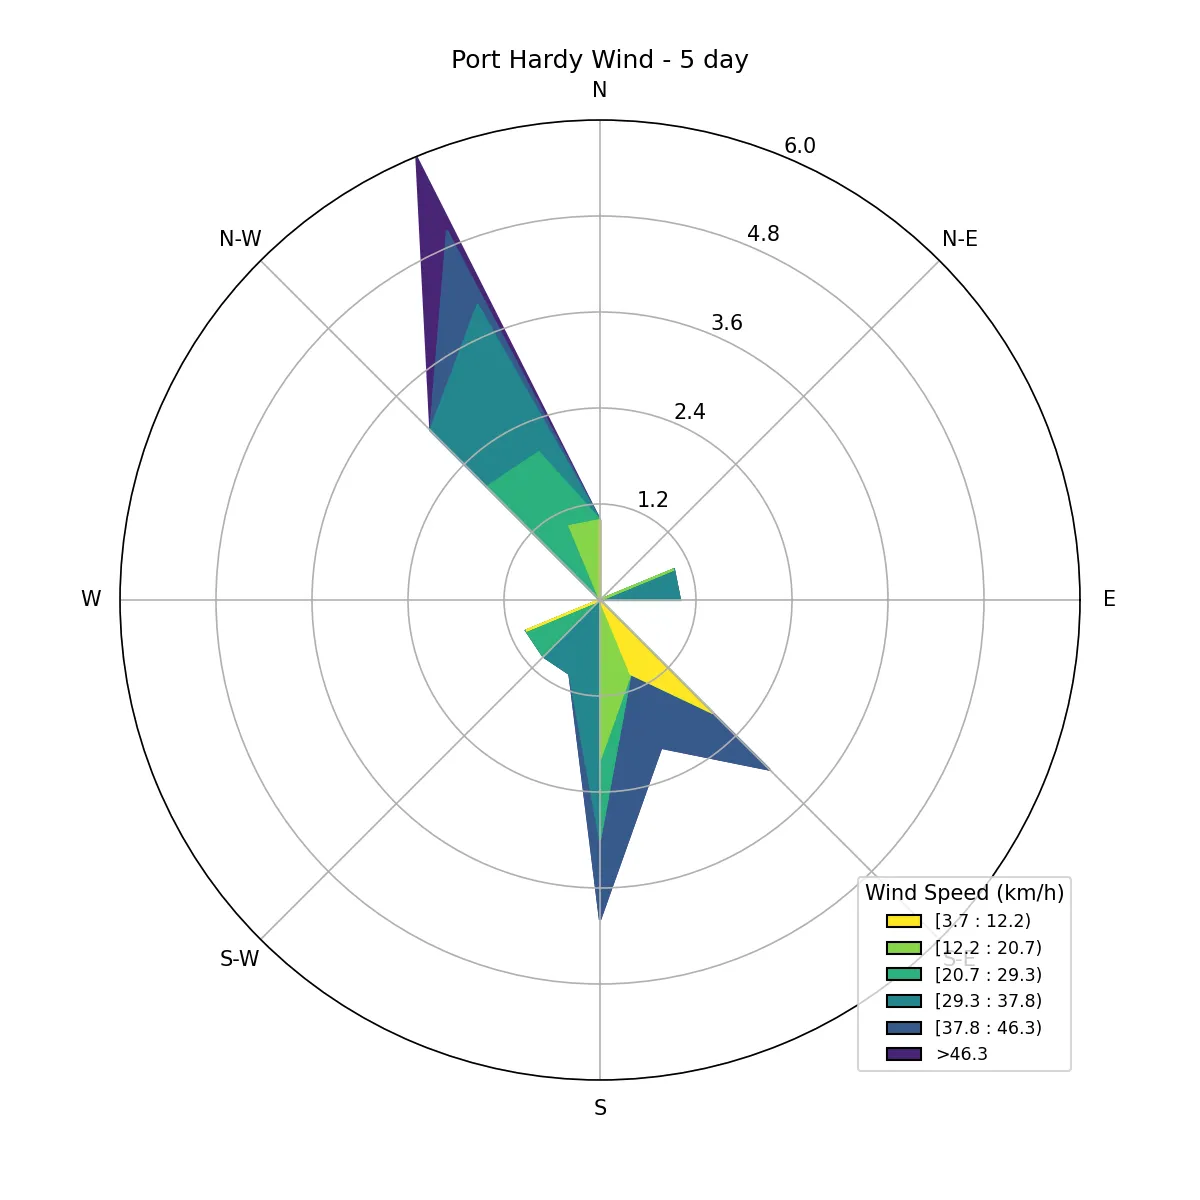 Port Hardy Wind - 5 day
N
6.0
N-W
N-E
4.8
3.6
2.4
1.2
W
E
S-W
S-E
S
Wind Speed (km/h)
[3.7 : 12.2)
[12.2 : 20.7)
[20.7 : 29.3)
[29.3 : 37.8)
[37.8 : 46.3)
>46.3